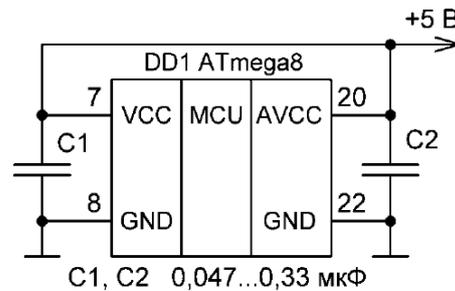 +5 В
DD1 ATmega8
7 VCC MCU AVCC 20
C1 C2
8 GND GND 22
C1, C2 0,047...0,33 мкФ